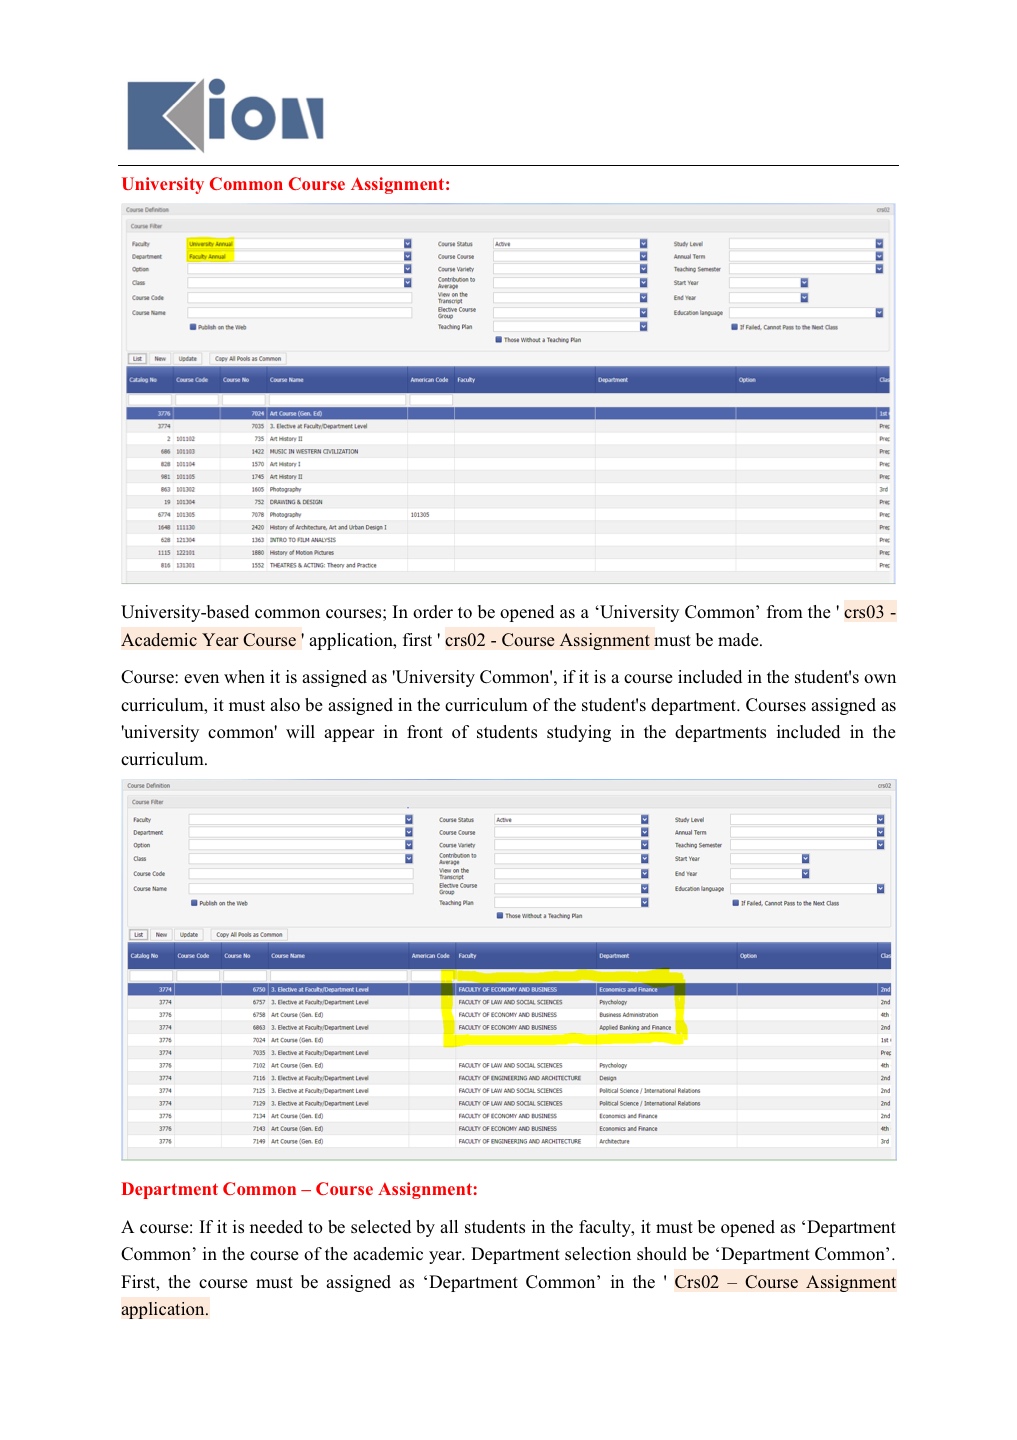 Kion
University Common Course Assignment:
Course Definition crs02
Course Filter
Faculty University Annual Course Status Active Study Level
Department Faculty Annual Course Course Annual Term
Option Course Variety Teaching Semester
Class Contribution to Average Start Year
Course Code View on the Transcript End Year
Course Name Elective Course Group Education language
Publish on the Web Teaching Plan If Failed, Cannot Pass to the Next Class
Those Without a Teaching Plan
List New Update Copy All Pools as Common
Catalog No Course Code Course No Course Name American Code Faculty Department Option Clas
3776 7024 Art Course (Gen. Ed) 1st
3774 7035 3. Elective at Faculty/Department Level Prep
2 101102 735 Art History II Prep
686 101103 1422 MUSIC IN WESTERN CIVILIZATION Prep
828 101104 1570 Art History I Prep
981 101105 1745 Art History II Prep
863 101302 1605 Photography 3rd
19 101304 752 DRAWING & DESIGN Prep
6774 101305 7078 Photography 101305 Prep
1648 111130 2420 History of Architecture, Art and Urban Design I Prep
628 121304 1363 INTRO TO FILM ANALYSIS Prep
1115 122101 1880 History of Motion Pictures Prep
816 131301 1552 THEATRES & ACTING: Theory and Practice Prep
University-based common courses; In order to be opened as a ‘University Common’ from the ' crs03 -
Academic Year Course ' application, first ' crs02 - Course Assignment must be made.
Course: even when it is assigned as 'University Common', if it is a course included in the student's own
curriculum, it must also be assigned in the curriculum of the student's department. Courses assigned as
'university common' will appear in front of students studying in the departments included in the
curriculum.
Course Definition crs02
Course Filter
Faculty Course Status Active Study Level
Department Course Course Annual Term
Option Course Variety Teaching Semester
Class Contribution to Average Start Year
Course Code View on the Transcript End Year
Course Name Elective Course Group Education language
Publish on the Web Teaching Plan If Failed, Cannot Pass to the Next Class
Those Without a Teaching Plan
List New Update Copy All Pools as Common
Catalog No Course Code Course No Course Name American Code Faculty Department Option Clas
3774 6750 3. Elective at Faculty/Department Level FACULTY OF ECONOMY AND BUSINESS Economics and Finance 2nd
3774 6757 3. Elective at Faculty/Department Level FACULTY OF LAW AND SOCIAL SCIENCES Psychology 2nd
3776 6758 Art Course (Gen. Ed) FACULTY OF ECONOMY AND BUSINESS Business Administration 4th
3774 6863 3. Elective at Faculty/Department Level FACULTY OF ECONOMY AND BUSINESS Applied Banking and Finance 2nd
3776 7024 Art Course (Gen. Ed) 1st
3774 7035 3. Elective at Faculty/Department Level Prep
3776 7102 Art Course (Gen. Ed) FACULTY OF LAW AND SOCIAL SCIENCES Psychology 4th
3774 7116 3. Elective at Faculty/Department Level FACULTY OF ENGINEERING AND ARCHITECTURE Design 2nd
3774 7125 3. Elective at Faculty/Department Level FACULTY OF LAW AND SOCIAL SCIENCES Political Science / International Relations 2nd
3774 7129 3. Elective at Faculty/Department Level FACULTY OF LAW AND SOCIAL SCIENCES Political Science / International Relations 2nd
3776 7134 Art Course (Gen. Ed) FACULTY OF ECONOMY AND BUSINESS Economics and Finance 2nd
3776 7143 Art Course (Gen. Ed) FACULTY OF ECONOMY AND BUSINESS Economics and Finance 4th
3776 7149 Art Course (Gen. Ed) FACULTY OF ENGINEERING AND ARCHITECTURE Architecture 3rd
Department Common – Course Assignment:
A course: If it is needed to be selected by all students in the faculty, it must be opened as ‘Department
Common’ in the course of the academic year. Department selection should be ‘Department Common’.
First, the course must be assigned as ‘Department Common’ in the ' Crs02 – Course Assignment
application.